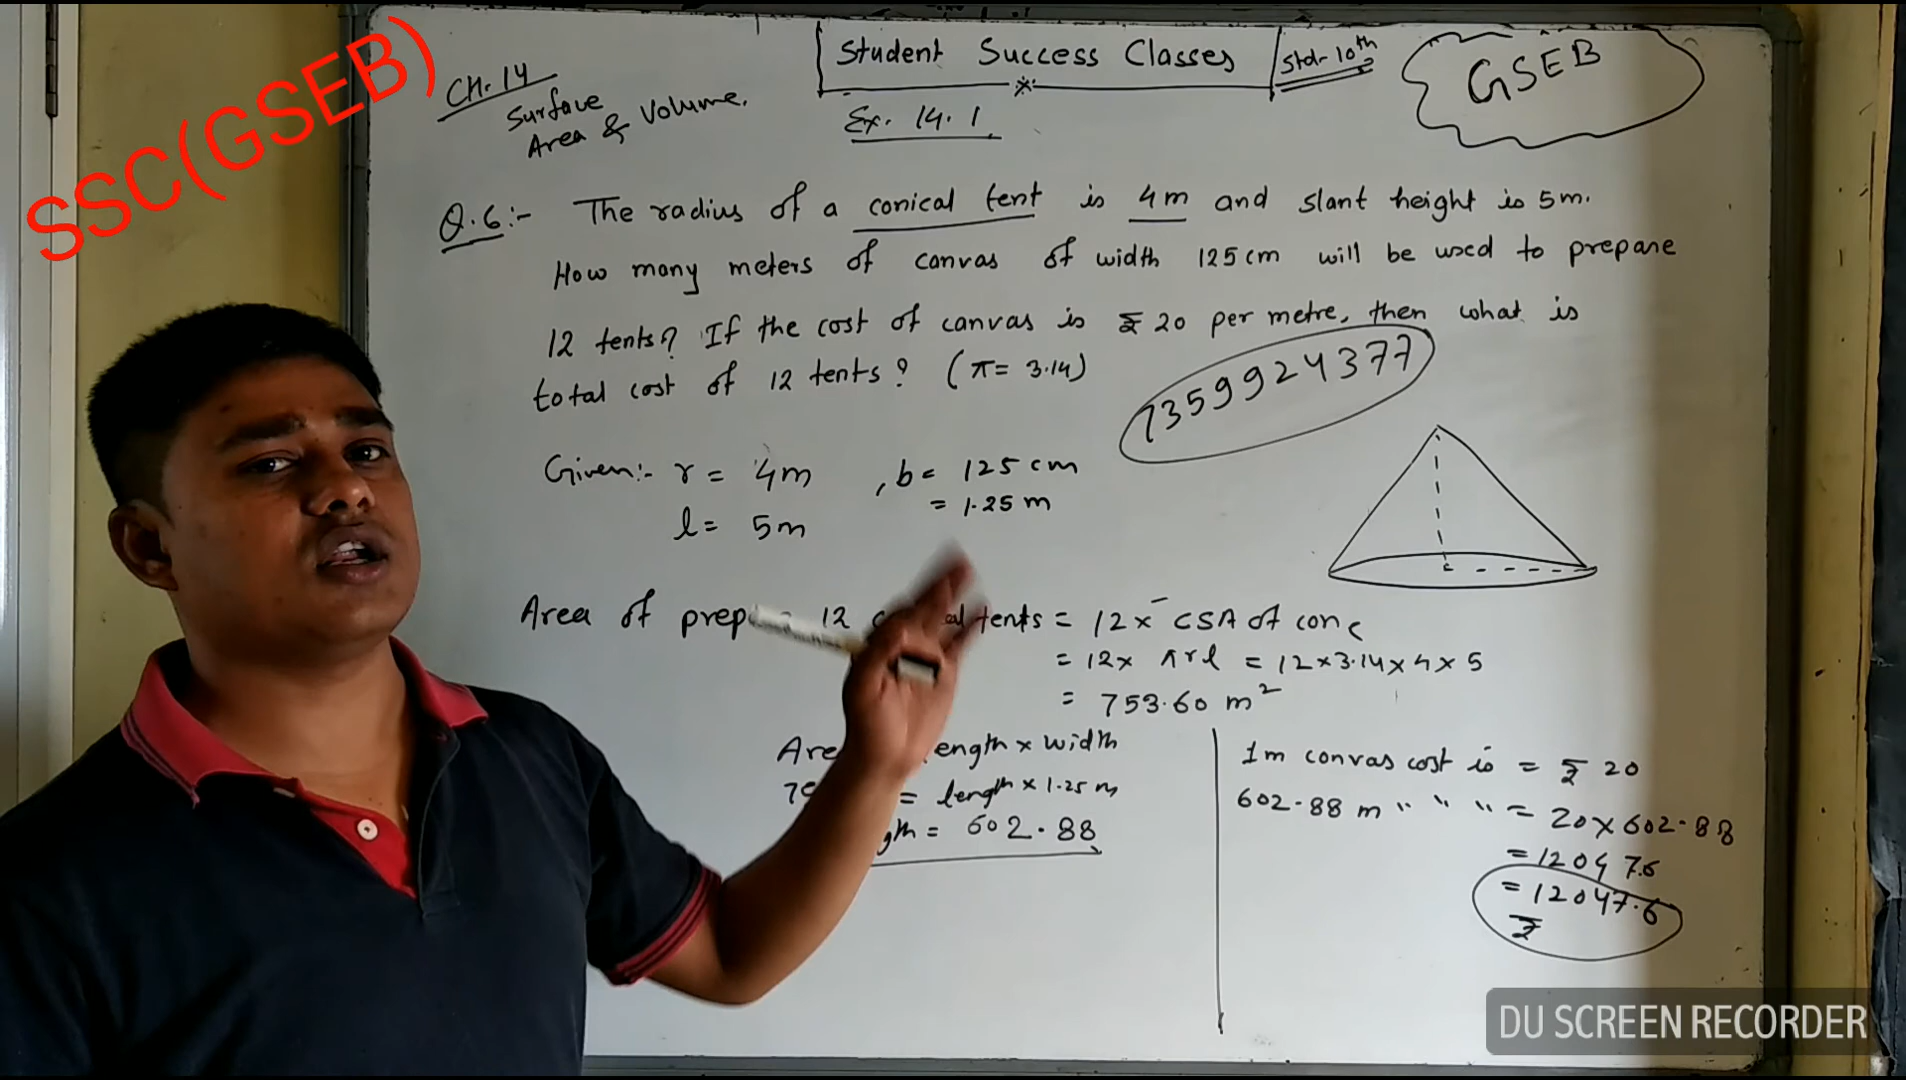 SSC(GSEB)
CH. 14
Surface
Area & Volume.
Student Success Classes
Std- 10th
GSEB
Ex. 14.1
Q.6:- The radius of a conical tent is 4m and slant height is 5m.
How many meters of canvas of width 125cm will be used to prepare
12 tents? If the cost of canvas is ₹ 20 per metre, then what is
total cost of 12 tents? (π = 3.14)
7359924377
Given:- r = 4m , b = 125 cm
= 1.25 m
l = 5m
Area of 12 tents = 12 × CSA of cone
= 12 × πrl = 12 × 3.14 × 4 × 5
= 753.60 m²
length × width
= length × 1.25 m
= 602.88
1m convas cost is = ₹ 20
602.88 m " " " = 20 × 602.88
= 12047.6
= 12047.6
₹
DU SCREEN RECORDER